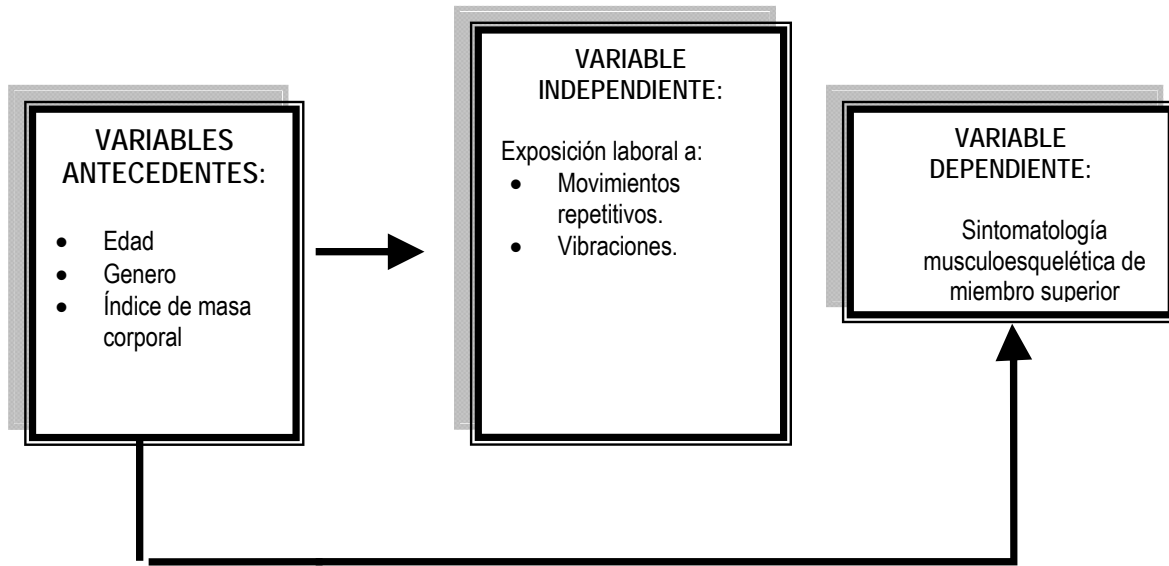 VARIABLES
ANTECEDENTES:
• Edad
• Genero
• Índice de masa
corporal
VARIABLE
INDEPENDIENTE:
Exposición laboral a:
• Movimientos
repetitivos.
• Vibraciones.
VARIABLE
DEPENDIENTE:
Sintomatología
musculoesquelética de
miembro superior